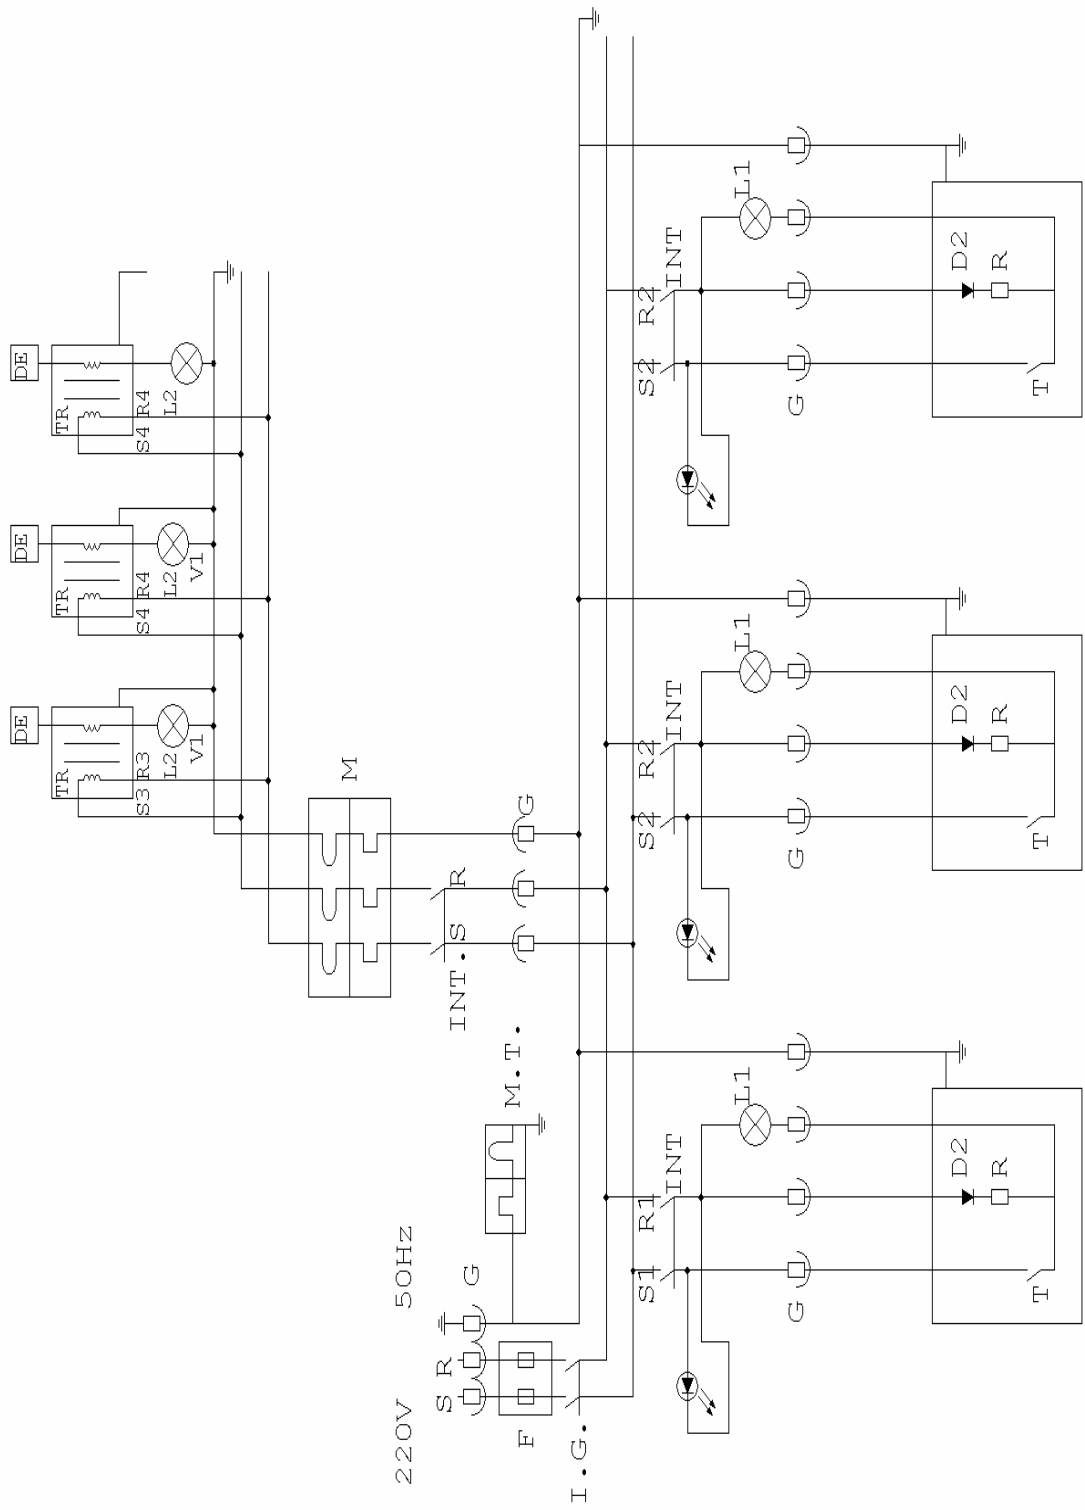 DE
DE
DE
TR
S4 R4
L2
TR
S4 R4
L2
V1
TR
S3 R3
L2
V1
M
G
INT.S R
M.T.
220V 50Hz
S R G
F
I.G.
S2 R2
INT
L1
G
D2
R
T
S2 R2
INT
L1
G
D2
R
T
S1 R1
INT
L1
G
D2
R
T